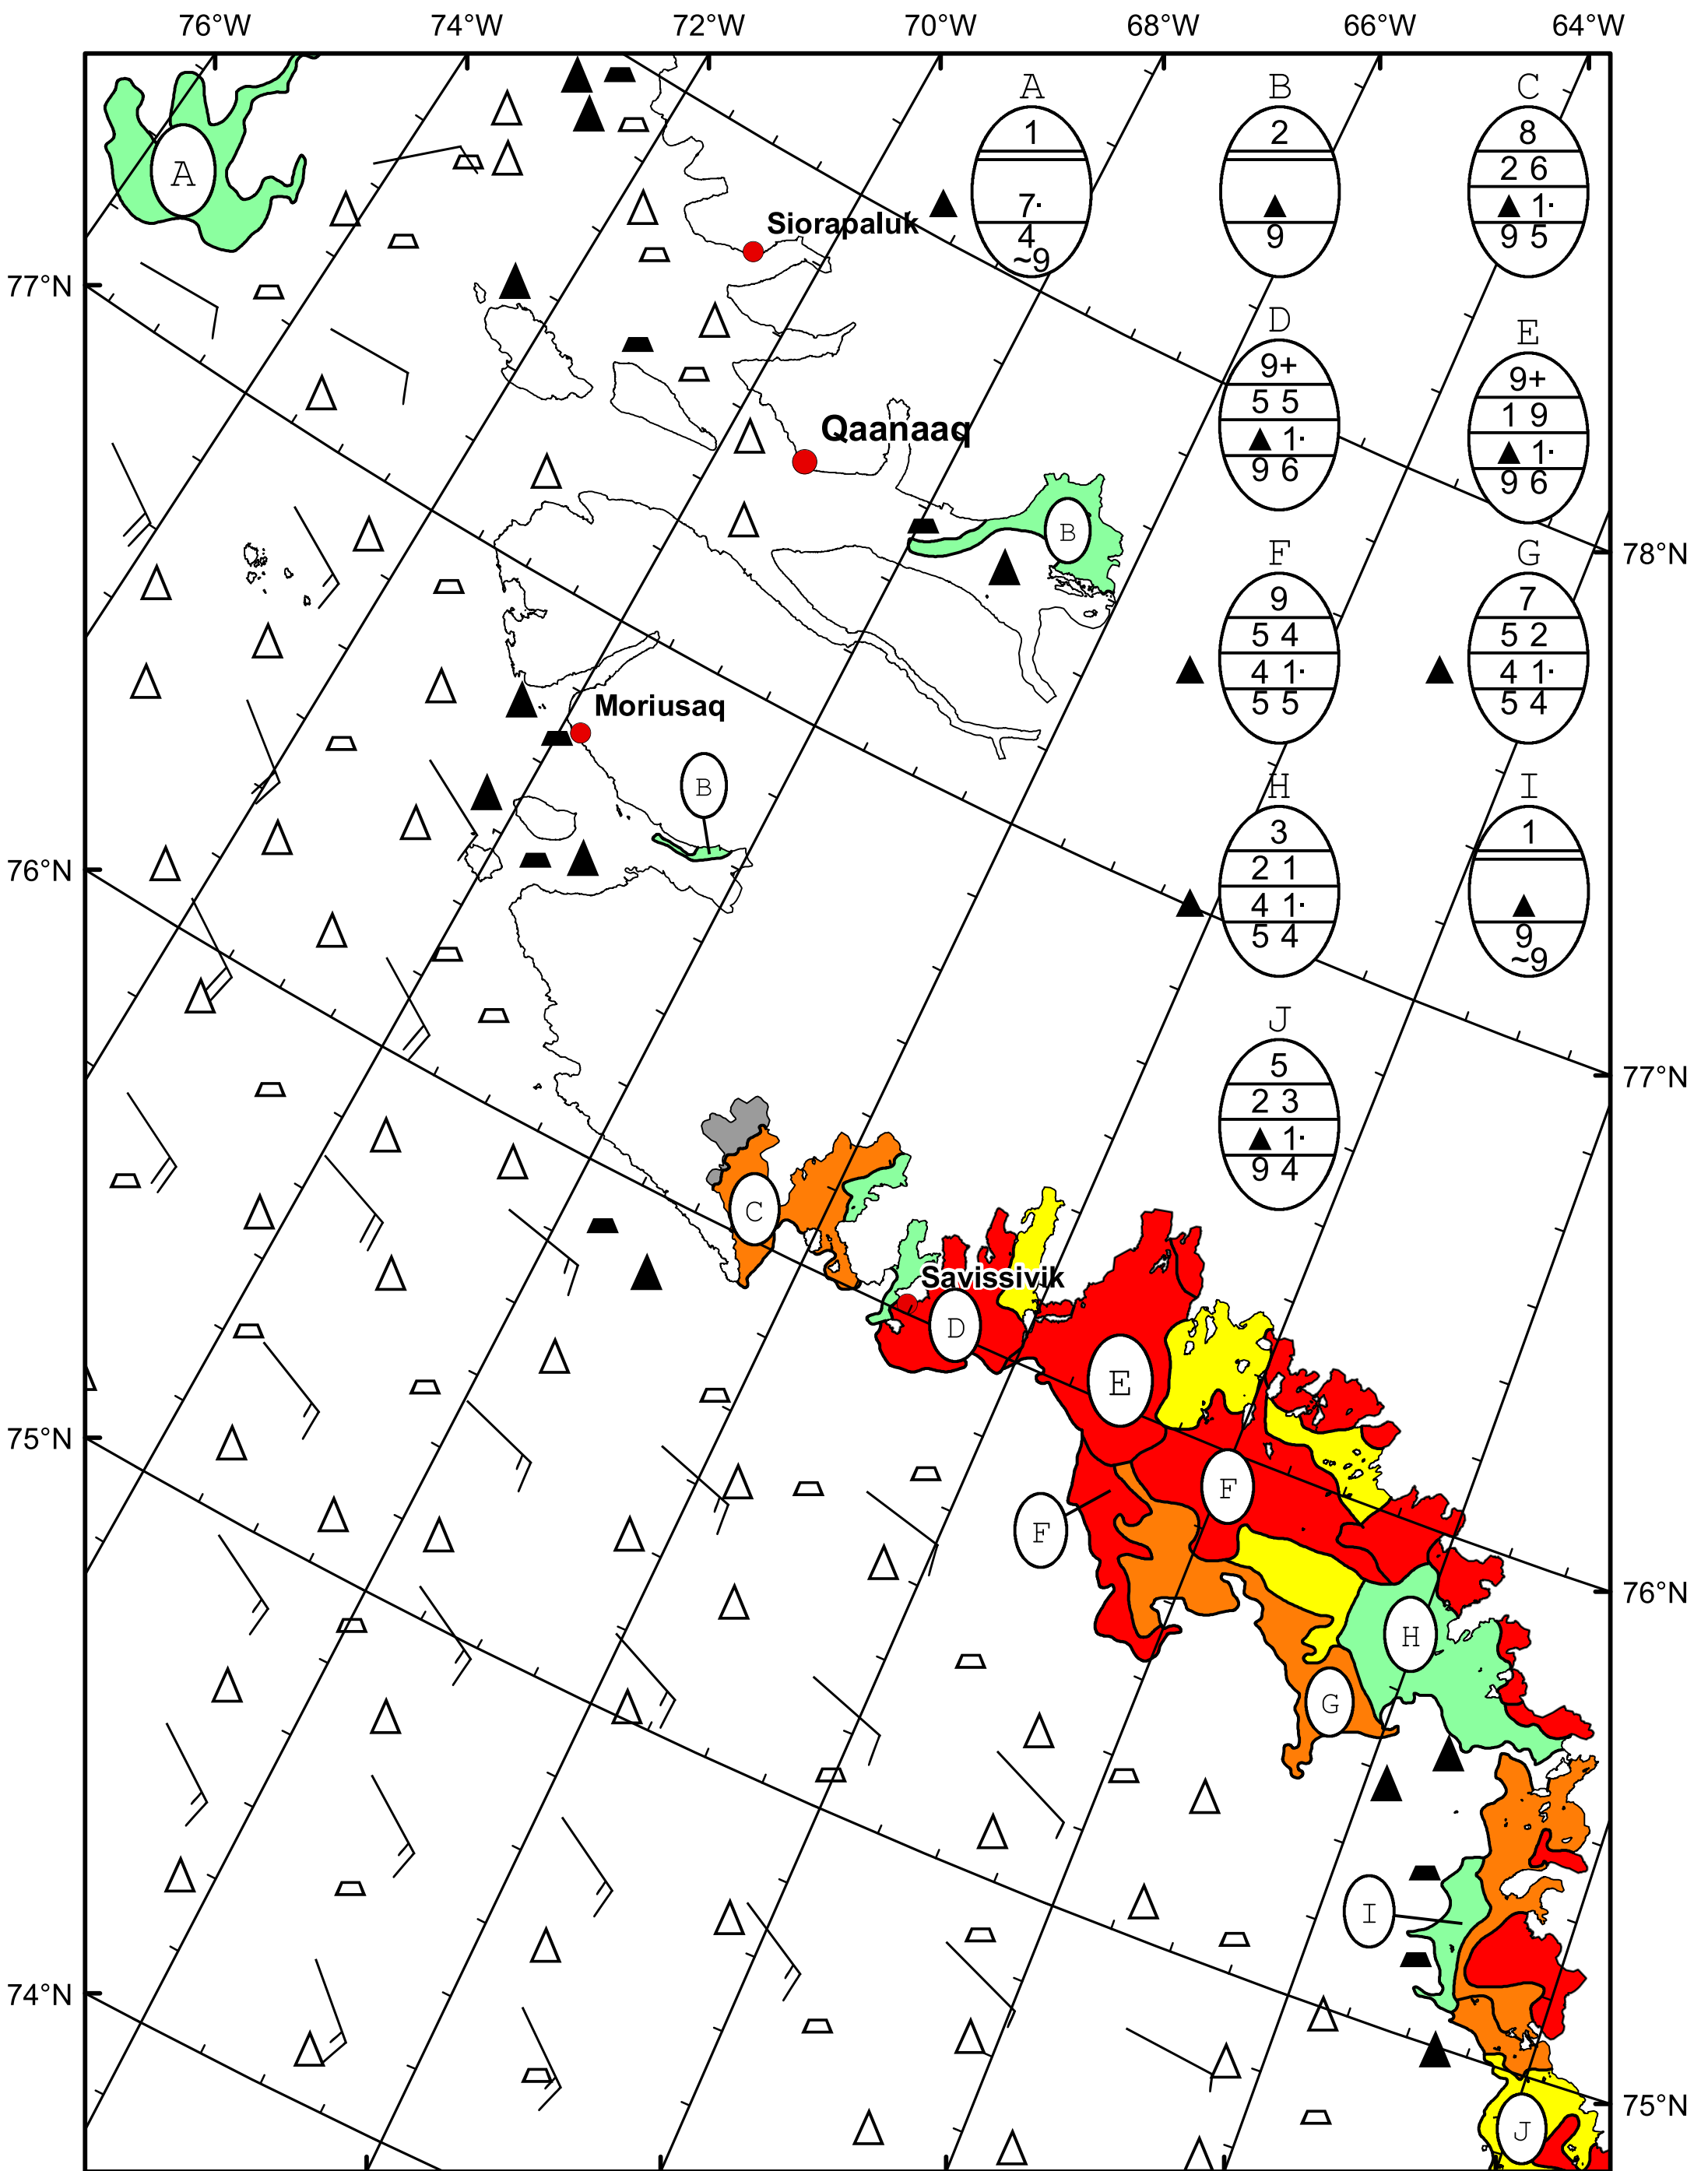 76°W 74°W 72°W 70°W 68°W 66°W 64°W
A B C
1 2 8
2 6
7· ▲ ▲ 1·
4 9 9 5
~9
A
Siorapaluk
77°N
D E
9+ 9+
5 5 1 9
▲ 1· ▲ 1·
9 6 9 6
Qaanaaq
B
78°N
F G
9 7
5 4 5 2
▲ 4 1· ▲ 4 1·
5 5 5 4
Moriusaq
B
H I
3 1
2 1
▲ 4 1· ▲
5 4 9
~9
76°N
J
5
2 3
▲ 1·
9 4
77°N
C
Savissivik
D
E
75°N
F
F
76°N
H
G
I
74°N
75°N
J